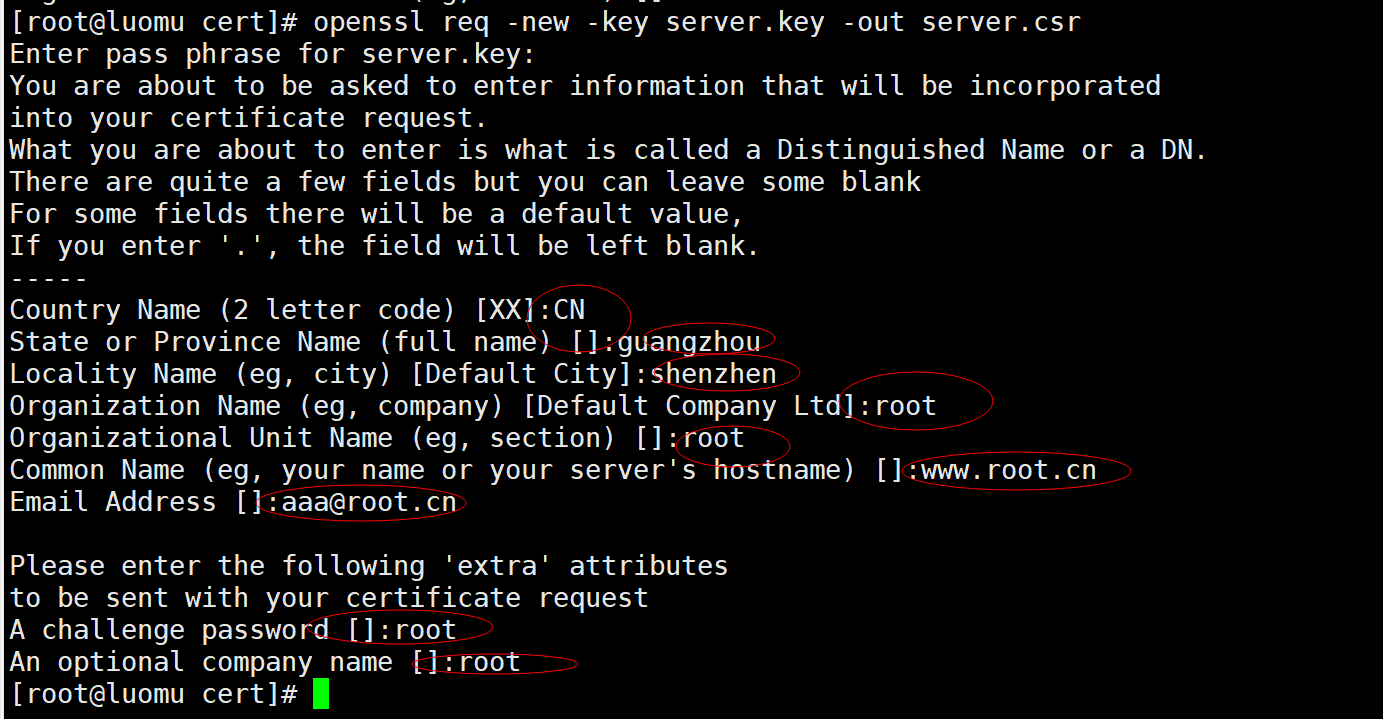 [root@luomu cert]# openssl req -new -key server.key -out server.csr
Enter pass phrase for server.key:
You are about to be asked to enter information that will be incorporated
into your certificate request.
What you are about to enter is what is called a Distinguished Name or a DN.
There are quite a few fields but you can leave some blank
For some fields there will be a default value,
If you enter '.', the field will be left blank.
-----
Country Name (2 letter code) [XX]:CN
State or Province Name (full name) []:guangzhou
Locality Name (eg, city) [Default City]:shenzhen
Organization Name (eg, company) [Default Company Ltd]:root
Organizational Unit Name (eg, section) []:root
Common Name (eg, your name or your server's hostname) []:www.root.cn
Email Address []:aaa@root.cn
Please enter the following 'extra' attributes
to be sent with your certificate request
A challenge password []:root
An optional company name []:root
[root@luomu cert]#